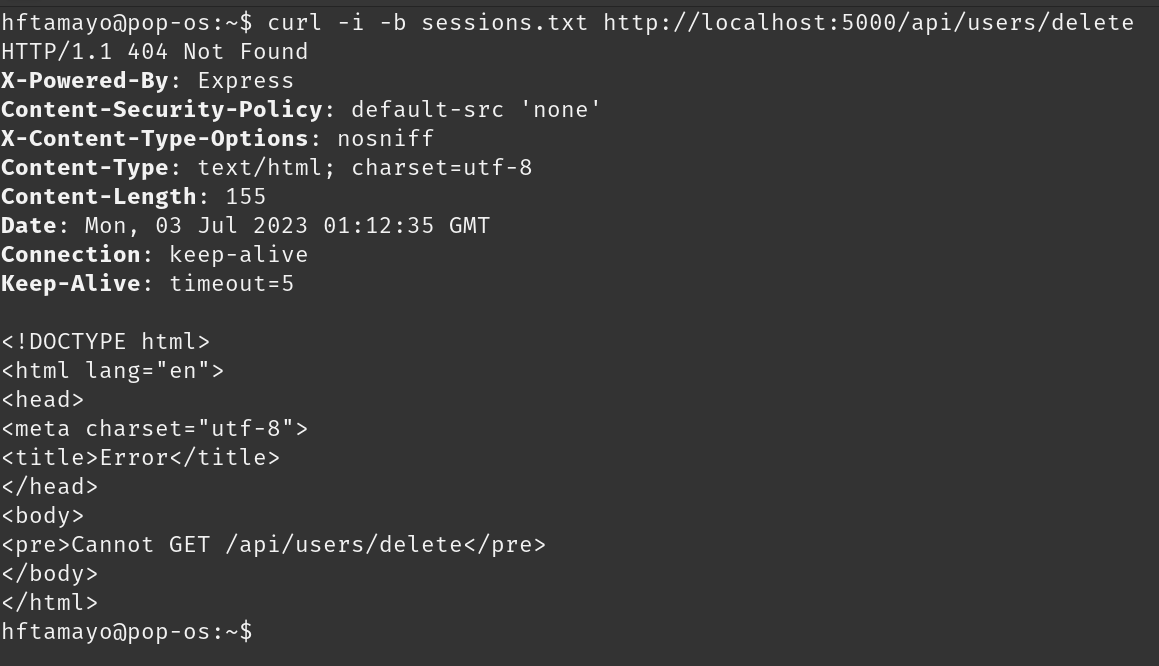 hftamayo@pop-os:~$ curl -i -b sessions.txt http://localhost:5000/api/users/delete
HTTP/1.1 404 Not Found
X-Powered-By: Express
Content-Security-Policy: default-src 'none'
X-Content-Type-Options: nosniff
Content-Type: text/html; charset=utf-8
Content-Length: 155
Date: Mon, 03 Jul 2023 01:12:35 GMT
Connection: keep-alive
Keep-Alive: timeout=5

<!DOCTYPE html>
<html lang="en">
<head>
<meta charset="utf-8">
<title>Error</title>
</head>
<body>
<pre>Cannot GET /api/users/delete</pre>
</body>
</html>
hftamayo@pop-os:~$